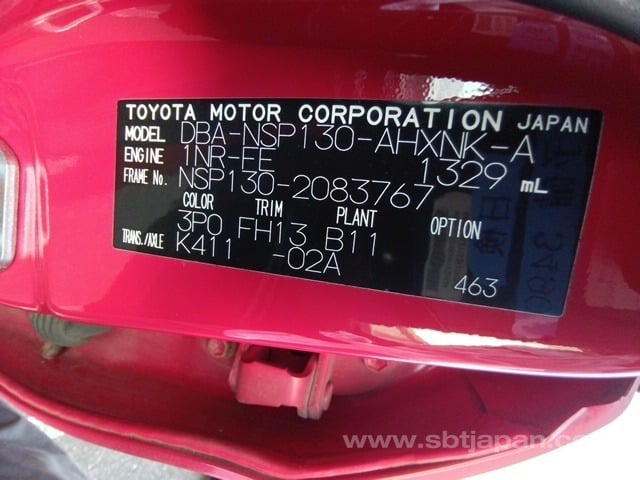 TOYOTA MOTOR CORPORATION JAPAN
MODEL DBA-NSP130-AHXNK-A
ENGINE 1NR-FE 1329 mL
FRAME No. NSP130-2083767
COLOR TRIM PLANT OPTION
3P0 FH13 B11
TRANS./AXLE K411 -02A
463
www.sbtjapan.c